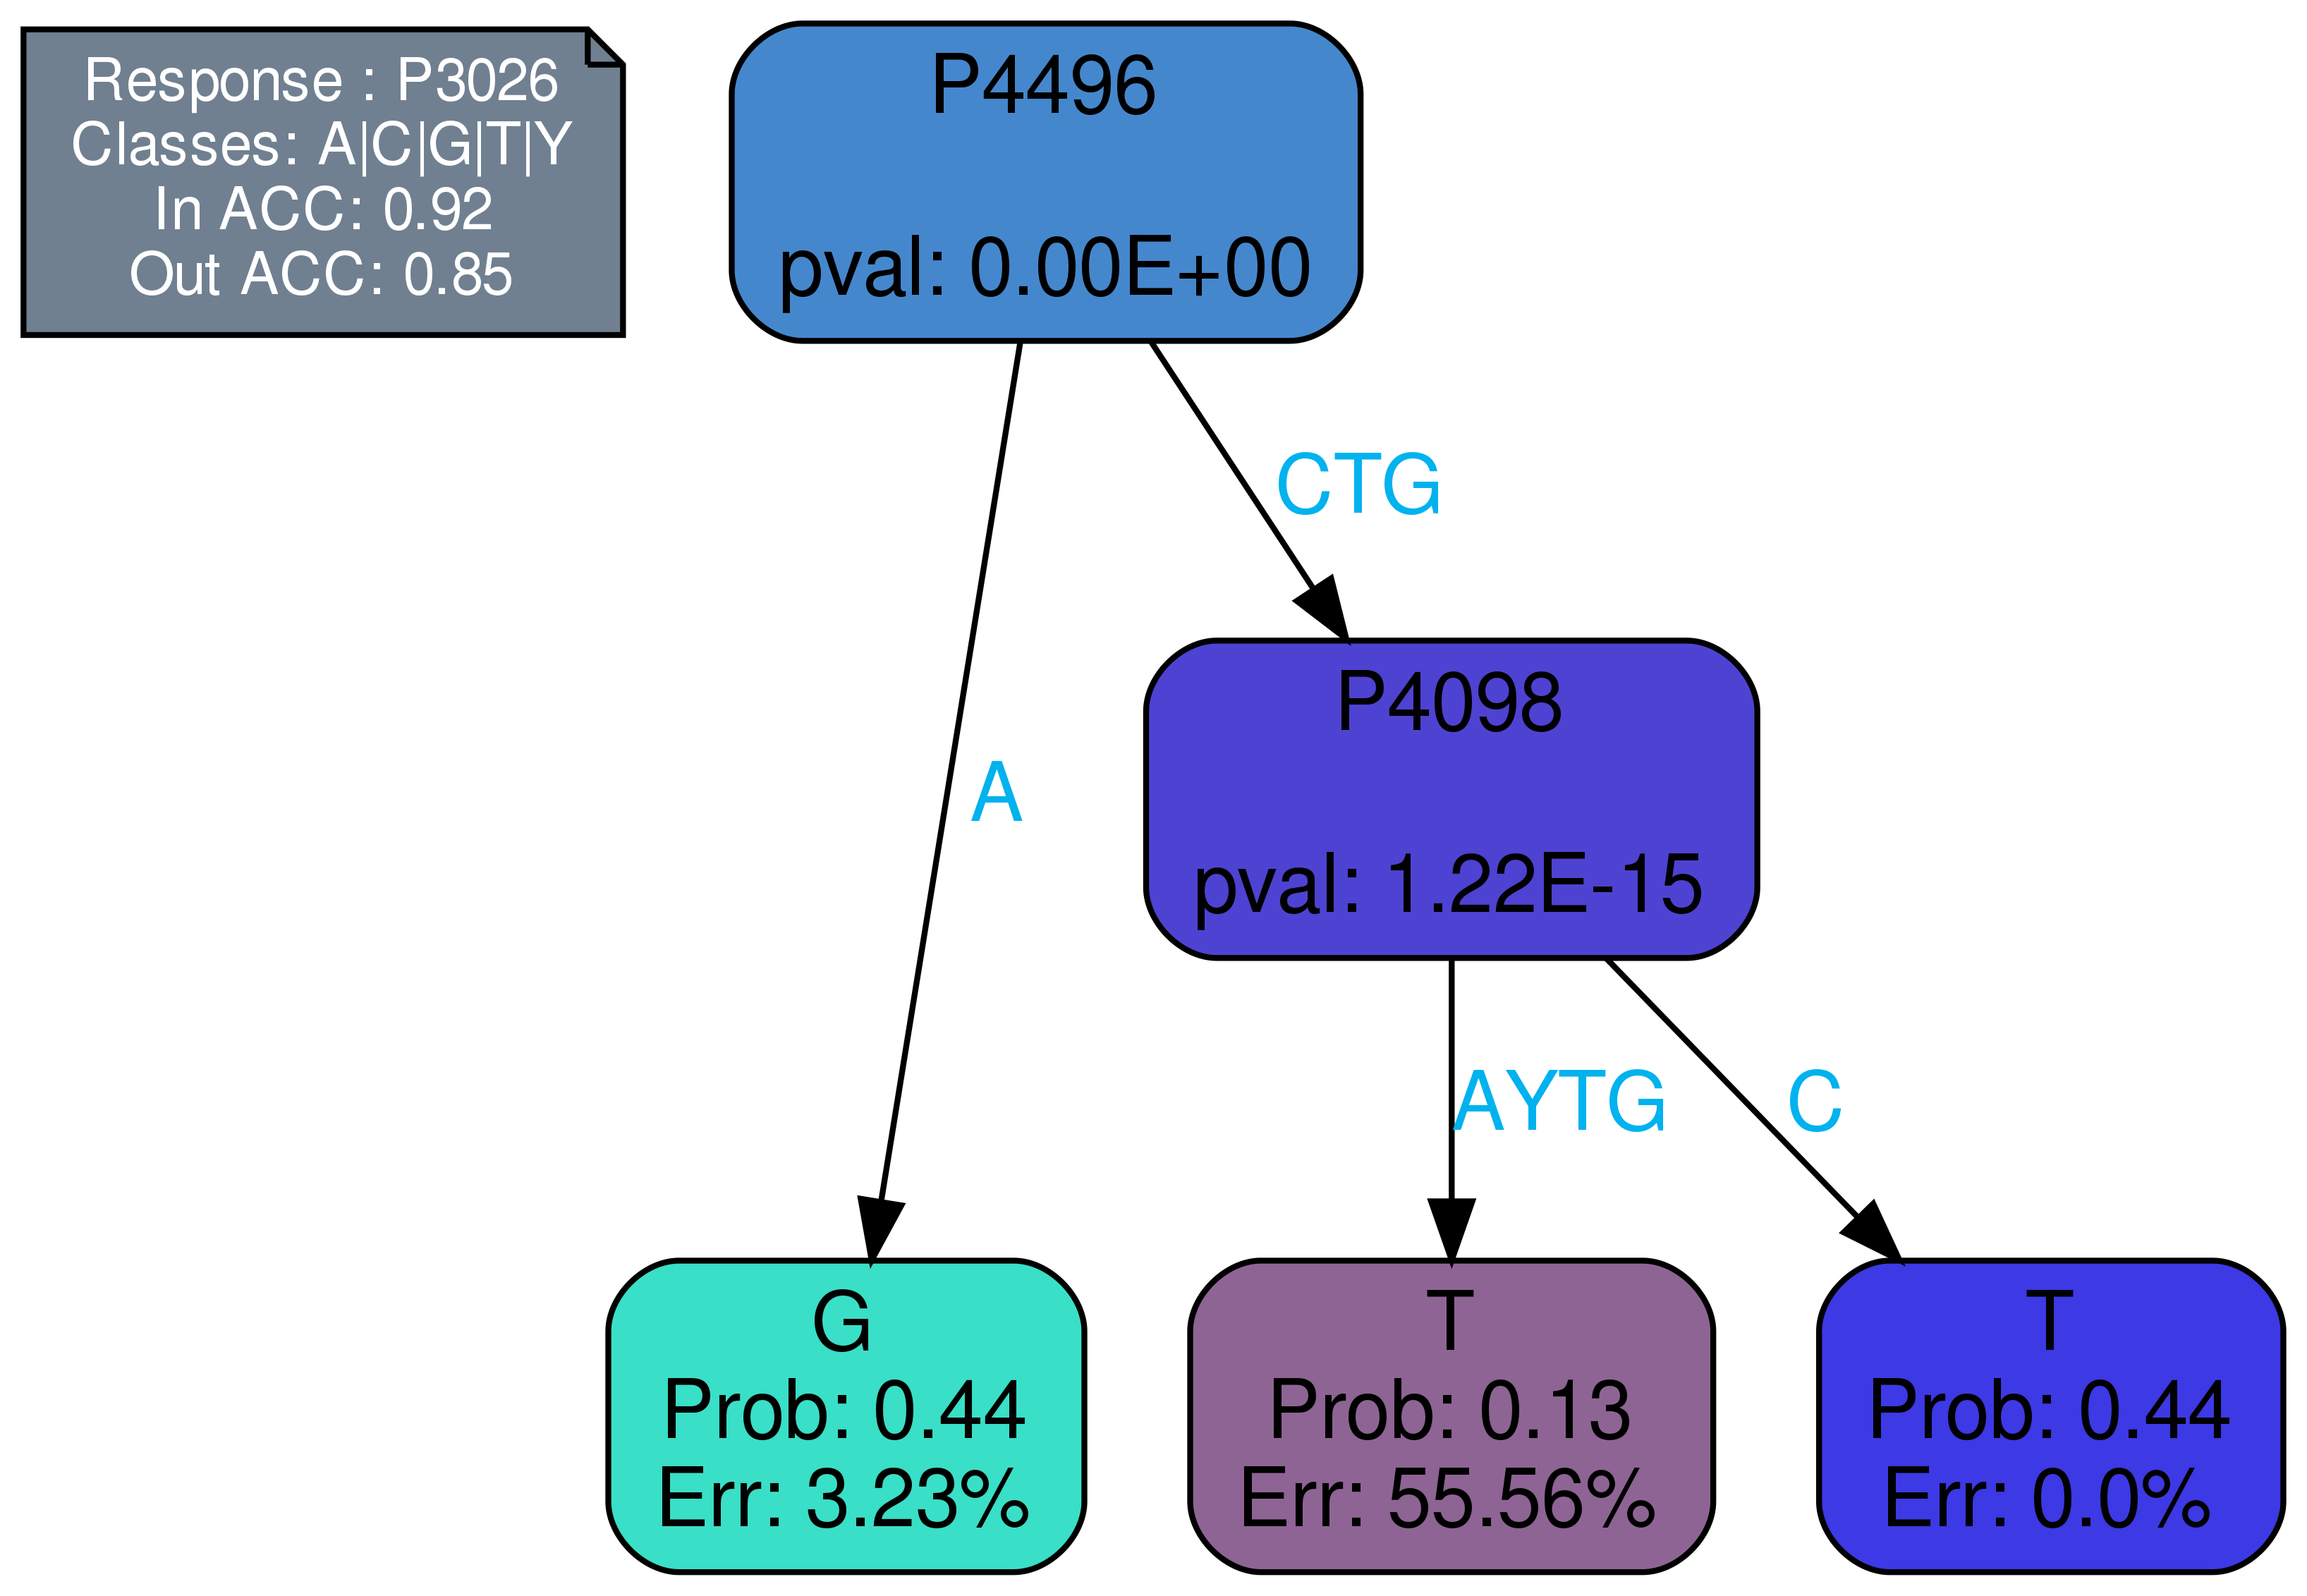 Response : P3026
Classes: A|C|G|T|Y
In ACC: 0.92
Out ACC: 0.85
P4496
pval: 0.00E+00
CTG
A
P4098
pval: 1.22E-15
AYTG
C
G
Prob: 0.44
Err: 3.23%
T
Prob: 0.13
Err: 55.56%
T
Prob: 0.44
Err: 0.0%